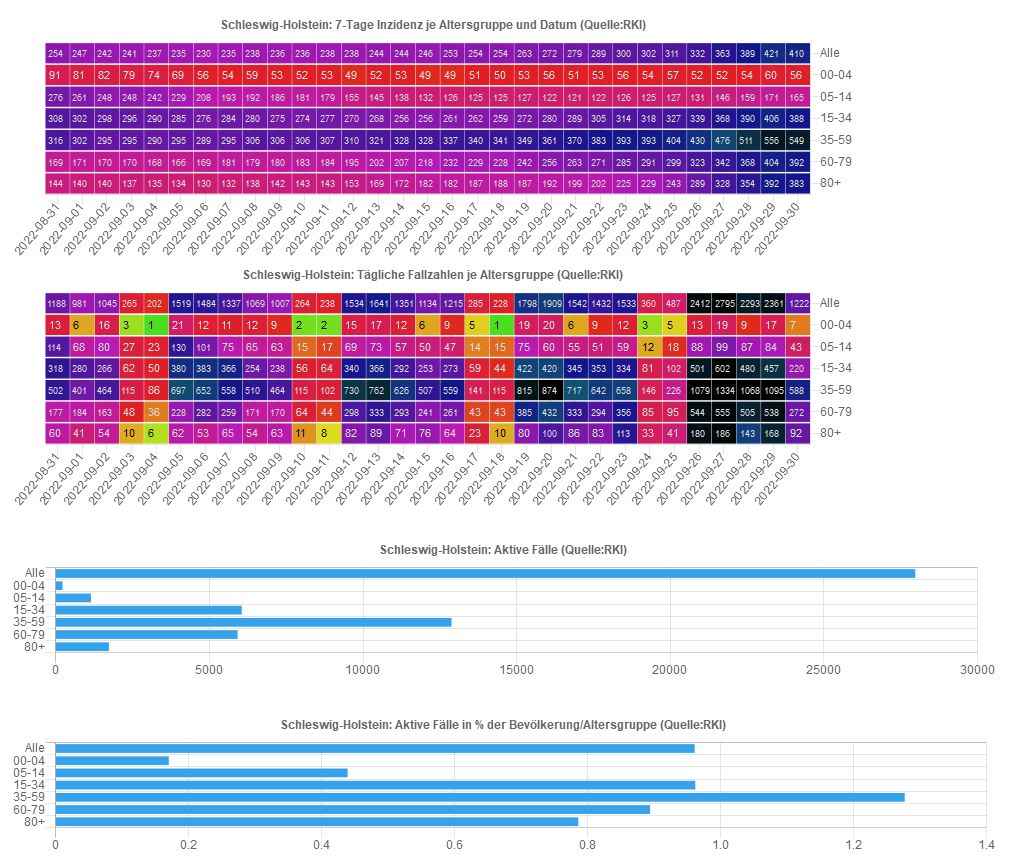 Schleswig-Holstein: 7-Tage Inzidenz je Altersgruppe und Datum (Quelle:RKI)
254 247 242 241 237 235 230 235 238 236 238 238 238 244 244 246 253 254 254 263 272 279 289 300 302 311 332 363 389 421 410 Alle
91 81 82 79 74 69 56 54 59 53 52 53 49 52 53 49 49 51 50 53 56 51 53 56 54 57 52 52 54 60 56 00-04
276 261 248 248 242 229 208 193 192 186 181 179 155 145 138 132 126 125 125 127 122 121 122 126 125 127 131 146 159 171 165 05-14
308 302 298 296 290 285 276 284 280 275 274 277 270 268 256 256 261 262 259 272 280 289 305 314 318 327 339 368 390 406 388 15-34
316 302 295 290 295 289 295 306 306 306 307 310 321 328 328 337 340 341 349 361 370 383 393 393 404 430 476 511 556 549 35-59
169 171 170 170 168 166 169 181 179 180 183 184 195 202 207 218 232 229 228 242 256 263 271 285 291 299 323 342 368 404 392 60-79
144 140 140 137 135 134 130 132 138 142 143 143 153 169 172 182 182 187 188 187 192 199 202 225 229 243 289 328 354 392 383 80+
2022-08-31 2022-09-01 2022-09-02 2022-09-03 2022-09-04 2022-09-05 2022-09-06 2022-09-07 2022-09-08 2022-09-09 2022-09-10 2022-09-11 2022-09-12 2022-09-13 2022-09-14 2022-09-15 2022-09-16 2022-09-17 2022-09-18 2022-09-19 2022-09-20 2022-09-21 2022-09-22 2022-09-23 2022-09-24 2022-09-25 2022-09-26 2022-09-27 2022-09-28 2022-09-29 2022-09-30
Schleswig-Holstein: Tägliche Fallzahlen je Altersgruppe (Quelle:RKI)
1188 981 1045 265 202 1519 1484 1337 1069 1007 264 238 1534 1641 1351 1134 1215 285 228 1798 1909 1542 1432 1533 360 487 2412 2795 2293 2361 1222 Alle
13 6 16 3 1 21 12 11 12 9 2 2 15 17 12 6 9 5 1 19 20 6 9 12 3 5 13 19 9 17 7 00-04
114 68 80 27 23 130 101 75 65 63 15 17 69 73 57 50 47 14 15 75 60 55 51 59 12 18 88 99 87 84 43 05-14
318 280 266 62 50 380 383 366 254 238 56 64 340 366 292 253 273 59 44 422 420 345 353 334 81 102 501 602 480 457 220 15-34
502 401 464 115 86 697 652 558 510 464 115 102 730 762 626 507 559 141 115 815 874 717 642 658 146 226 1079 1334 1068 1095 588 35-59
177 184 163 48 36 228 282 259 171 170 64 44 298 333 293 241 261 43 43 385 432 333 294 356 85 95 544 555 505 538 272 60-79
60 41 54 10 6 62 53 65 54 63 11 8 82 89 71 76 64 23 10 80 100 86 83 113 33 41 180 186 143 168 92 80+
2022-08-31 2022-09-01 2022-09-02 2022-09-03 2022-09-04 2022-09-05 2022-09-06 2022-09-07 2022-09-08 2022-09-09 2022-09-10 2022-09-11 2022-09-12 2022-09-13 2022-09-14 2022-09-15 2022-09-16 2022-09-17 2022-09-18 2022-09-19 2022-09-20 2022-09-21 2022-09-22 2022-09-23 2022-09-24 2022-09-25 2022-09-26 2022-09-27 2022-09-28 2022-09-29 2022-09-30
Schleswig-Holstein: Aktive Fälle (Quelle:RKI)
Alle
00-04
05-14
15-34
35-59
60-79
80+
0 5000 10000 15000 20000 25000 30000
Schleswig-Holstein: Aktive Fälle in % der Bevölkerung/Altersgruppe (Quelle:RKI)
Alle
00-04
05-14
15-34
35-59
60-79
80+
0 0.2 0.4 0.6 0.8 1.0 1.2 1.4